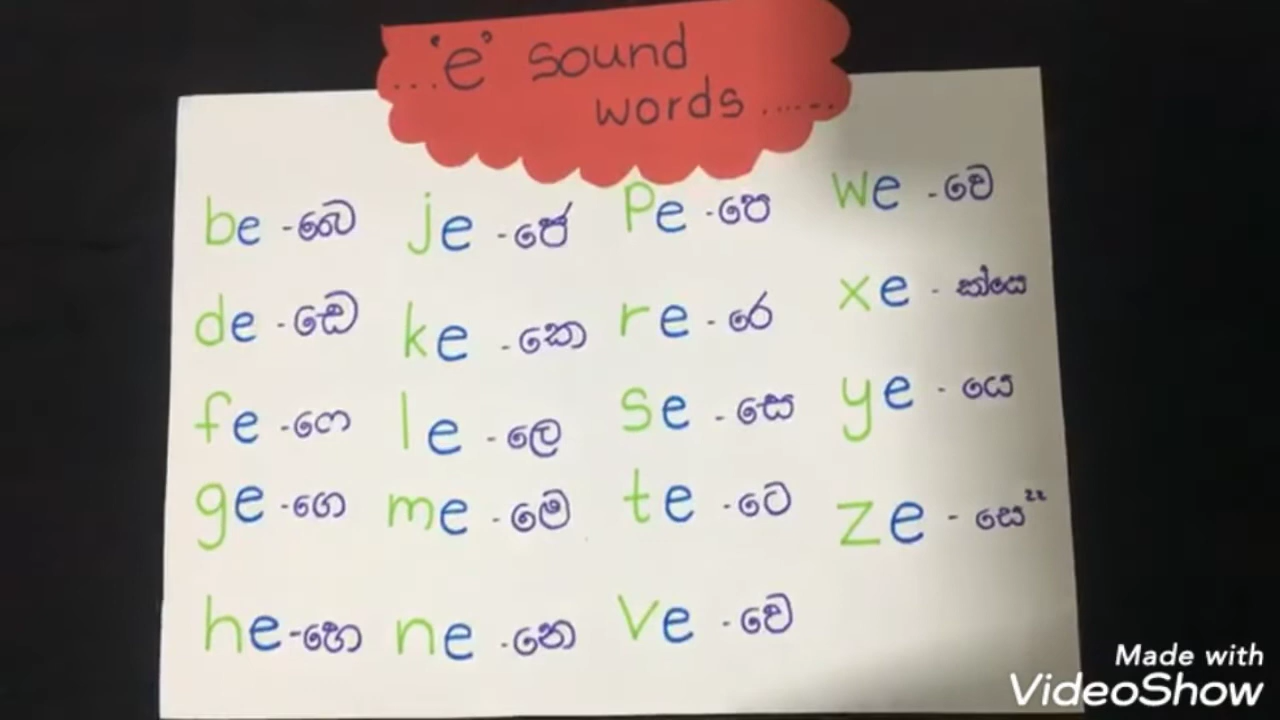 ...'e' sound
words......
be - බෙ
de - ඩෙ
fe - ෆෙ
ge - ගෙ
he - හෙ
je - ජේ
ke - කෙ
le - ලෙ
me - මෙ
ne - නෙ
Pe - පෙ
re - රෙ
se - සෙ
te - ටෙ
ve - වෙ
we - වෙ
xe - ක්සෙ
ye - යෙ
ze - සෙ zz
Made with
VideoShow